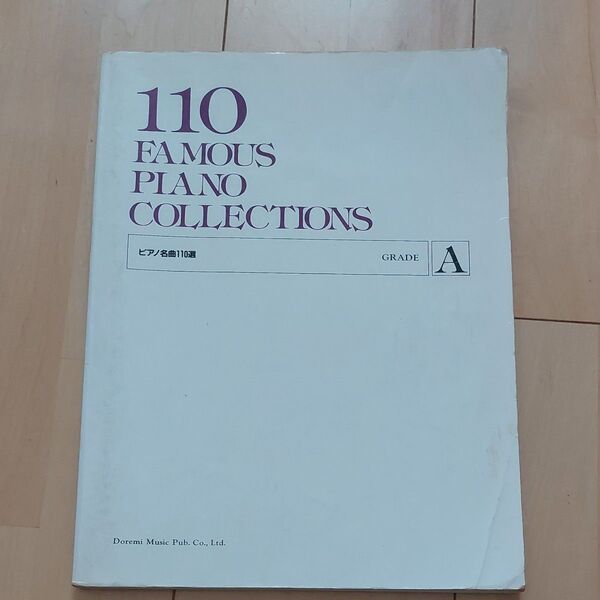 110
FAMOUS
PIANO
COLLECTIONS
ピアノ名曲110選 GRADE A
Doremi Music Pub. Co., Ltd.